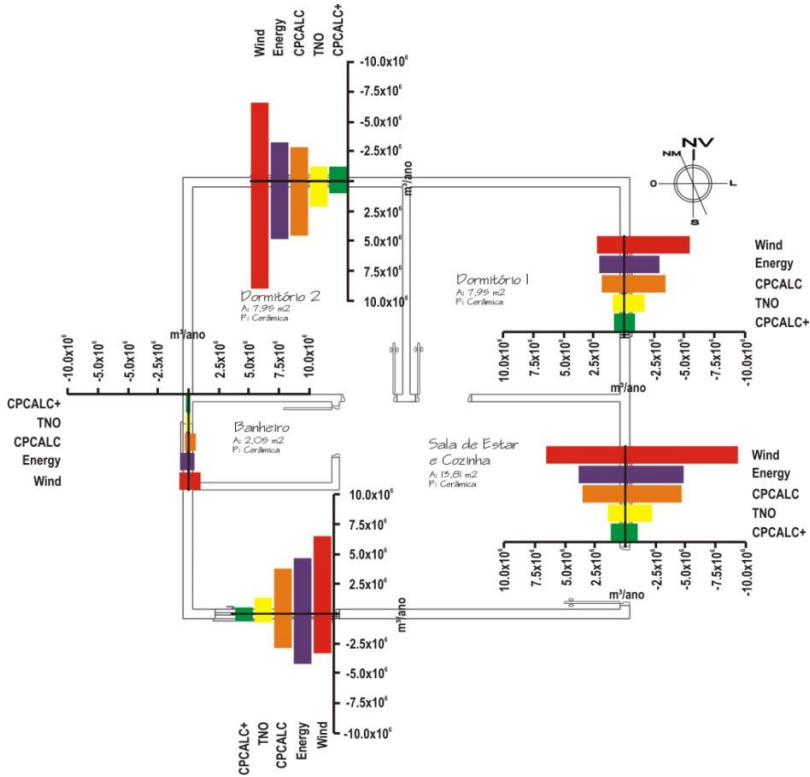 Wind
Energy
CPCALC
TNO
CPCALC+
-10.0x10⁶
-7.5x10⁶
-5.0x10⁶
-2.5x10⁶
m³/ano
2.5x10⁶
5.0x10⁶
7.5x10⁶
10.0x10⁶
Dormitório 2
A: 7,95 m2
P: Cerâmica
NV
NM
O
L
S
Dormitório 1
A: 7,95 m2
P: Cerâmica
Wind
Energy
CPCALC
TNO
CPCALC+
10.0x10⁶
7.5x10⁶
5.0x10⁶
2.5x10⁶
-2.5x10⁶
-5.0x10⁶
-7.5x10⁶
-10.0x10⁶
m³/ano
m³/ano
-10.0x10⁶
-7.5x10⁶
-5.0x10⁶
-2.5x10⁶
2.5x10⁶
5.0x10⁶
7.5x10⁶
10.0x10⁶
CPCALC+
TNO
CPCALC
Energy
Wind
Banheiro
A: 2,05 m2
P: Cerâmica
Sala de Estar
e Cozinha
A: 13,81 m2
P: Cerâmica
Wind
Energy
CPCALC
TNO
CPCALC+
10.0x10⁶
7.5x10⁶
5.0x10⁶
2.5x10⁶
-2.5x10⁶
-5.0x10⁶
-7.5x10⁶
-10.0x10⁶
m³/ano
10.0x10⁶
7.5x10⁶
5.0x10⁶
2.5x10⁶
m³/ano
-2.5x10⁶
-5.0x10⁶
-7.5x10⁶
-10.0x10⁶
CPCALC+
TNO
CPCALC
Energy
Wind